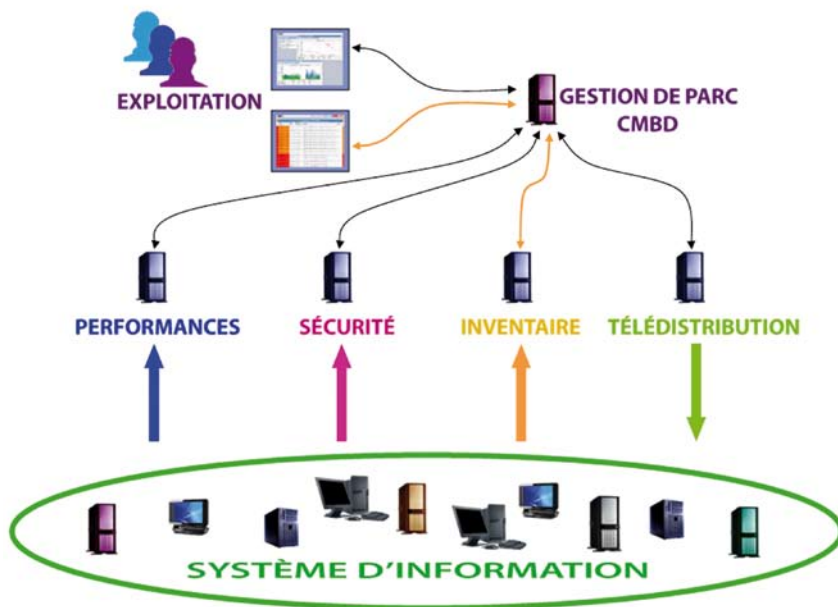 EXPLOITATION
GESTION DE PARC
CMBD
PERFORMANCES
SÉCURITÉ
INVENTAIRE
TÉLÉDISTRIBUTION
SYSTÈME D'INFORMATION